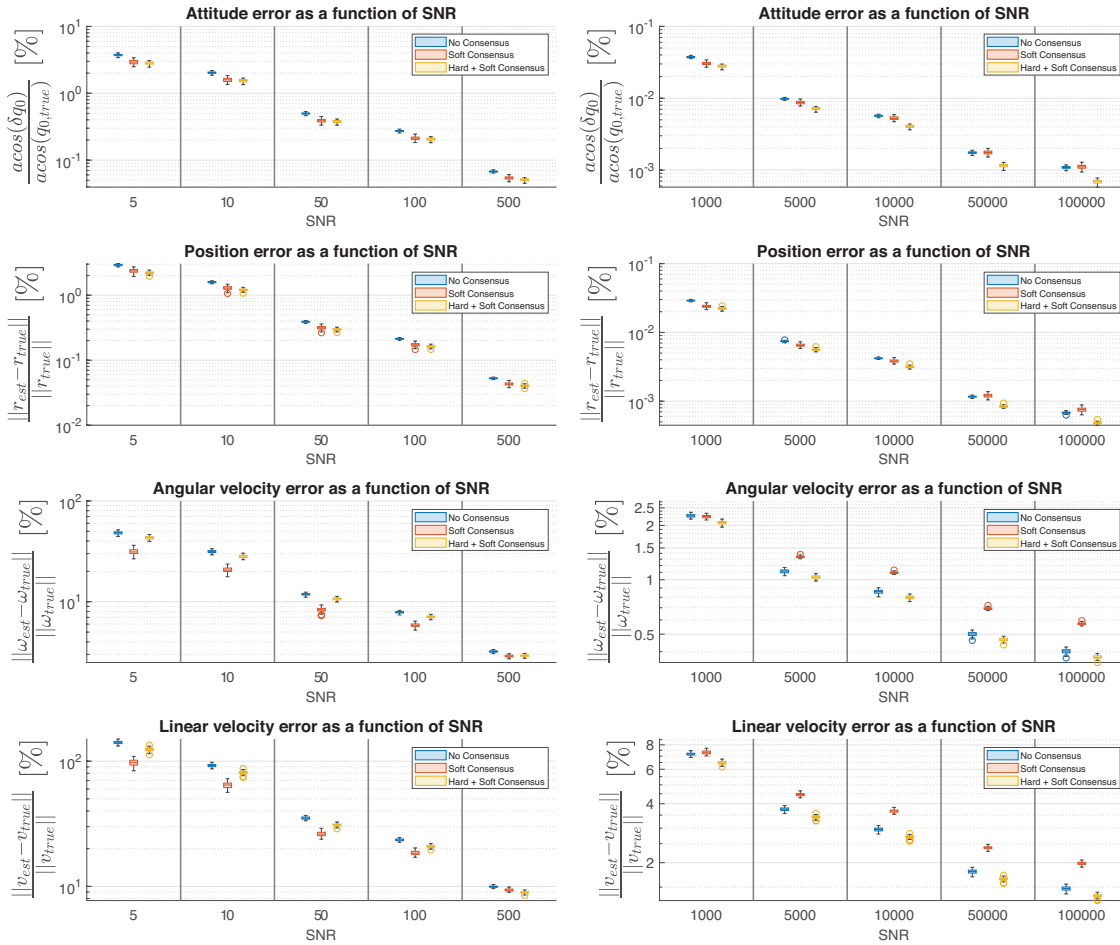 Attitude error as a function of SNR
acos(δq0) / acos(q0,true) [%]
10^1
10^0
10^-1
No Consensus
Soft Consensus
Hard + Soft Consensus
5 10 50 100 500
SNR
Attitude error as a function of SNR
acos(δq0) / acos(q0,true) [%]
10^-1
10^-2
10^-3
No Consensus
Soft Consensus
Hard + Soft Consensus
1000 5000 10000 50000 100000
SNR
Position error as a function of SNR
||r_est−r_true|| / ||r_true|| [%]
10^0
10^-1
10^-2
No Consensus
Soft Consensus
Hard + Soft Consensus
5 10 50 100 500
SNR
Position error as a function of SNR
||r_est−r_true|| / ||r_true|| [%]
10^-1
10^-2
10^-3
No Consensus
Soft Consensus
Hard + Soft Consensus
1000 5000 10000 50000 100000
SNR
Angular velocity error as a function of SNR
||ω_est−ω_true|| / ||ω_true|| [%]
10^2
10^1
No Consensus
Soft Consensus
Hard + Soft Consensus
5 10 50 100 500
SNR
Angular velocity error as a function of SNR
||ω_est−ω_true|| / ||ω_true|| [%]
2.5
2
1.5
1
0.5
No Consensus
Soft Consensus
Hard + Soft Consensus
1000 5000 10000 50000 100000
SNR
Linear velocity error as a function of SNR
||v_est−v_true|| / ||v_true|| [%]
10^2
10^1
No Consensus
Soft Consensus
Hard + Soft Consensus
5 10 50 100 500
SNR
Linear velocity error as a function of SNR
||v_est−v_true|| / ||v_true|| [%]
8
6
4
2
No Consensus
Soft Consensus
Hard + Soft Consensus
1000 5000 10000 50000 100000
SNR